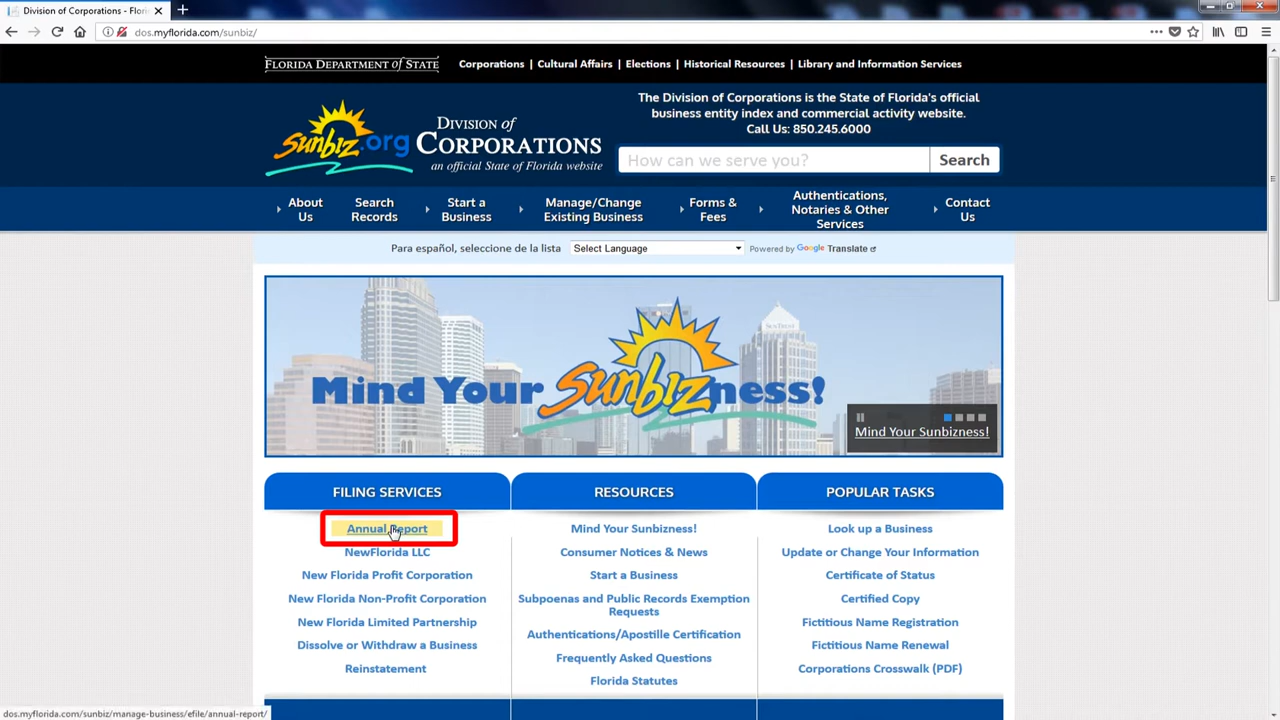 Division of Corporations - Flori
dos.myflorida.com/sunbiz/
FLORIDA DEPARTMENT OF STATE
Corporations | Cultural Affairs | Elections | Historical Resources | Library and Information Services
Sunbiz.org
DIVISION of
CORPORATIONS
an official State of Florida website
The Division of Corporations is the State of Florida's official
business entity index and commercial activity website.
Call Us: 850.245.6000
How can we serve you?
Search
About
Us
Search
Records
Start a
Business
Manage/Change
Existing Business
Forms &
Fees
Authentications,
Notaries & Other
Services
Contact
Us
Para español, seleccione de la lista
Select Language
Powered by Google Translate
Mind Your Sunbizness!
Mind Your Sunbizness!
FILING SERVICES
Annual Report
NewFlorida LLC
New Florida Profit Corporation
New Florida Non-Profit Corporation
New Florida Limited Partnership
Dissolve or Withdraw a Business
Reinstatement
RESOURCES
Mind Your Sunbizness!
Consumer Notices & News
Start a Business
Subpoenas and Public Records Exemption
Requests
Authentications/Apostille Certification
Frequently Asked Questions
Florida Statutes
POPULAR TASKS
Look up a Business
Update or Change Your Information
Certificate of Status
Certified Copy
Fictitious Name Registration
Fictitious Name Renewal
Corporations Crosswalk (PDF)
dos.myflorida.com/sunbiz/manage-business/efile/annual-report/